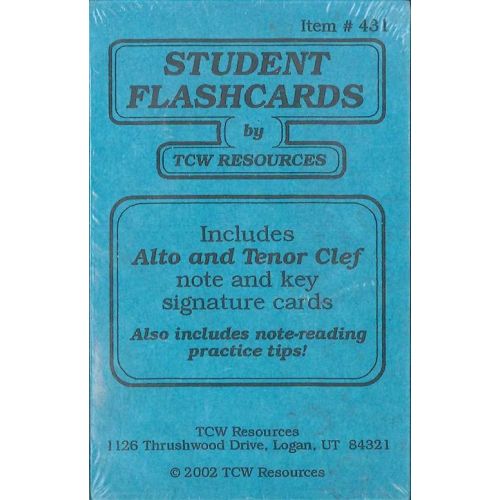 Item # 431
STUDENT
FLASHCARDS
by
TCW RESOURCES
Includes
Alto and Tenor Clef
note and key
signature cards
Also includes note-reading
practice tips!
TCW Resources
1126 Thrushwood Drive, Logan, UT 84321
© 2002 TCW Resources